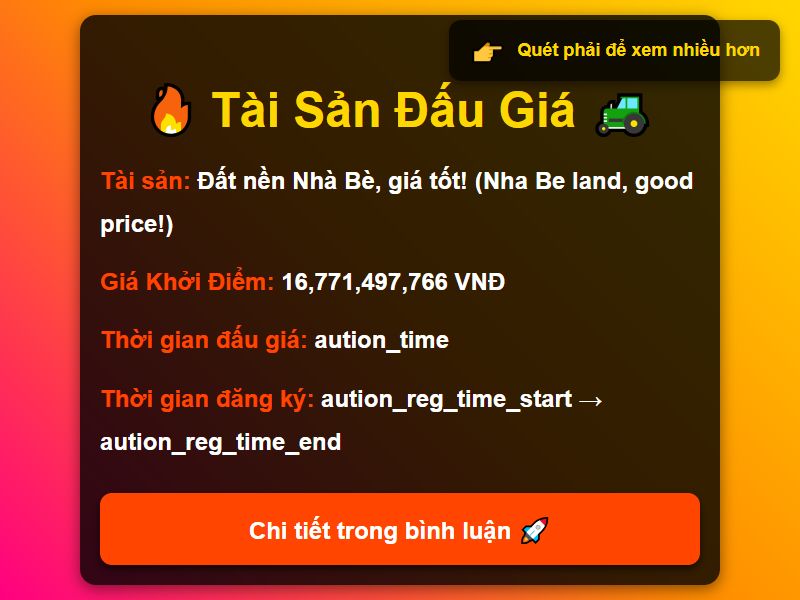 👉 Quét phải để xem nhiều hơn
🔥 Tài Sản Đấu Giá 🚜
Tài sản: Đất nền Nhà Bè, giá tốt! (Nha Be land, good
price!)
Giá Khởi Điểm: 16,771,497,766 VNĐ
Thời gian đấu giá: aution_time
Thời gian đăng ký: aution_reg_time_start →
aution_reg_time_end
Chi tiết trong bình luận 🚀